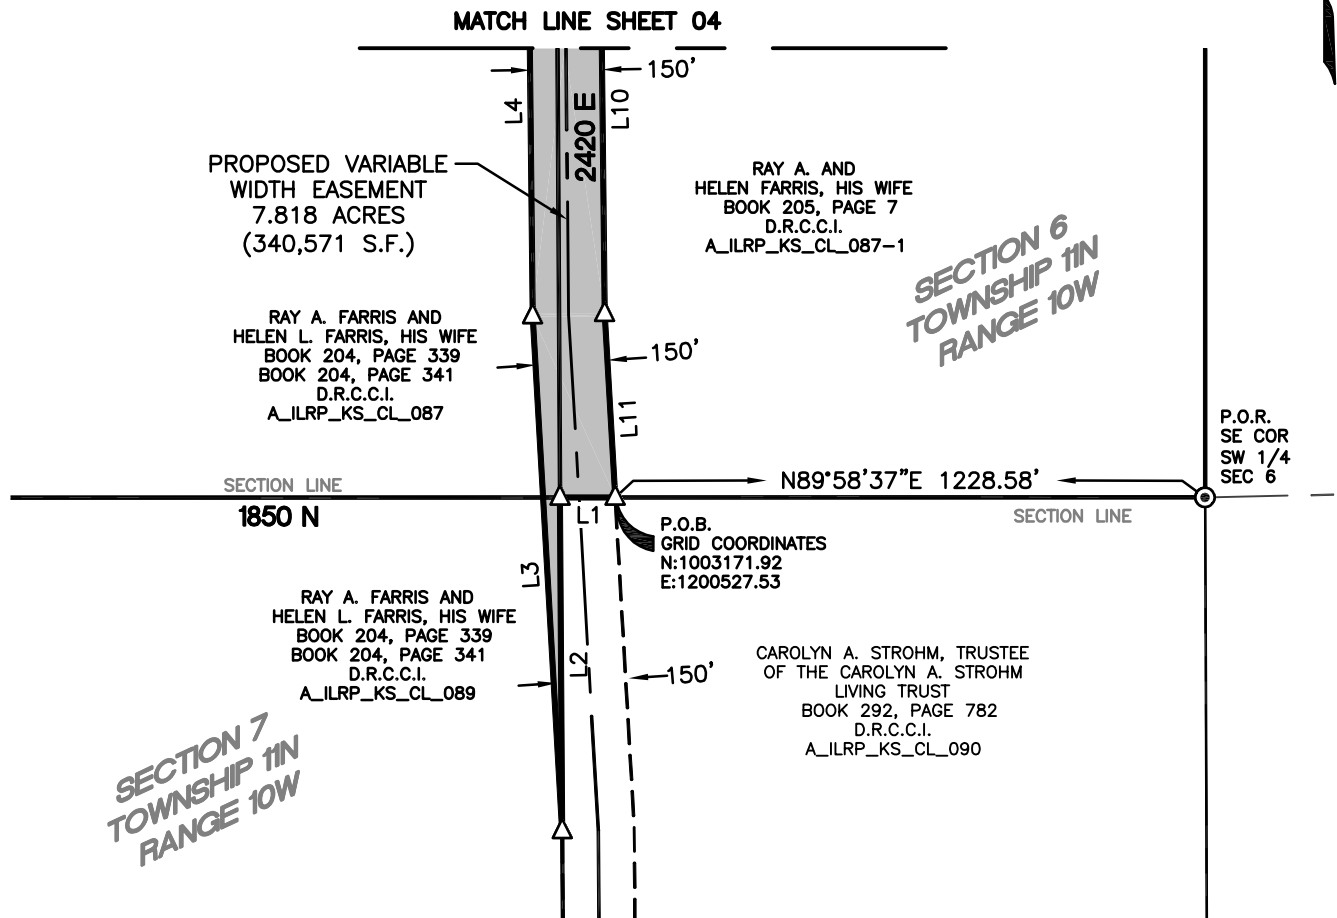 MATCH LINE SHEET 04
150'
L4
2420 E
L10
PROPOSED VARIABLE
WIDTH EASEMENT
7.818 ACRES
(340,571 S.F.)
RAY A. AND
HELEN FARRIS, HIS WIFE
BOOK 205, PAGE 7
D.R.C.C.I.
A_ILRP_KS_CL_087-1
SECTION 6
TOWNSHIP 11N
RANGE 10W
RAY A. FARRIS AND
HELEN L. FARRIS, HIS WIFE
BOOK 204, PAGE 339
BOOK 204, PAGE 341
D.R.C.C.I.
A_ILRP_KS_CL_087
150'
L11
P.O.R.
SE COR
SW 1/4
SEC 6
SECTION LINE
1850 N
N89°58'37"E 1228.58'
SECTION LINE
L1
P.O.B.
GRID COORDINATES
N:1003171.92
E:1200527.53
L3
RAY A. FARRIS AND
HELEN L. FARRIS, HIS WIFE
BOOK 204, PAGE 339
BOOK 204, PAGE 341
D.R.C.C.I.
A_ILRP_KS_CL_089
L2
150'
CAROLYN A. STROHM, TRUSTEE
OF THE CAROLYN A. STROHM
LIVING TRUST
BOOK 292, PAGE 782
D.R.C.C.I.
A_ILRP_KS_CL_090
SECTION 7
TOWNSHIP 11N
RANGE 10W